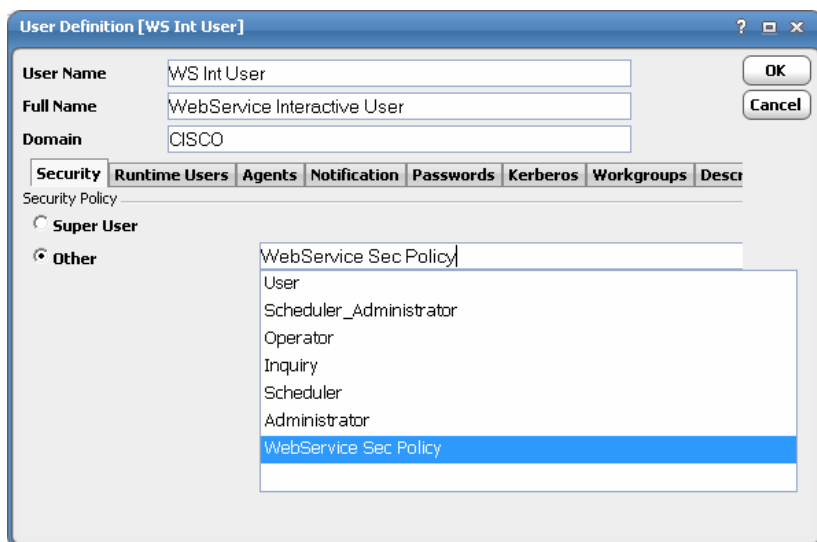 User Definition [WS Int User]
?
OK
User Name WS Int User
Full Name WebService Interactive User
Cancel
Domain CISCO
Security Runtime Users Agents Notification Passwords Kerberos Workgroups Descr
Security Policy
Super User
Other WebService Sec Policy
User
Scheduler_Administrator
Operator
Inquiry
Scheduler
Administrator
WebService Sec Policy